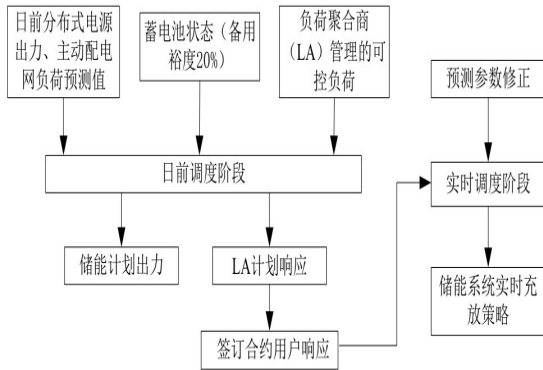 日前分布式电源
出力、主动配电
网负荷预测值
蓄电池状态（备用
裕度20%）
负荷聚合商
（LA）管理的可
控负荷
预测参数修正
日前调度阶段
实时调度阶段
储能计划出力
LA计划响应
储能系统实时充
放策略
签订合约用户响应